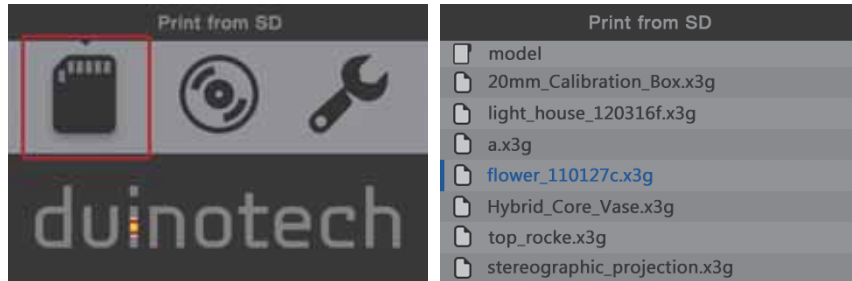 Print from SD
duinotech
Print from SD
model
20mm_Calibration_Box.x3g
light_house_120316f.x3g
a.x3g
flower_110127c.x3g
Hybrid_Core_Vase.x3g
top_rocke.x3g
stereographic_projection.x3g